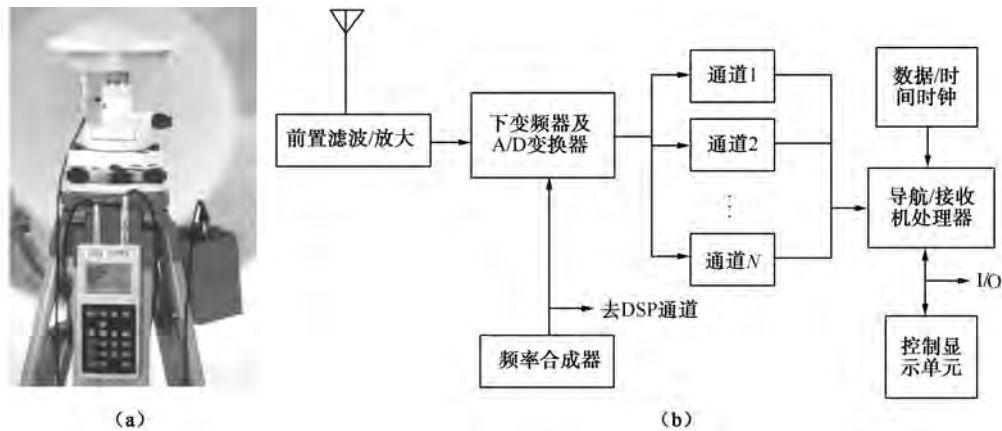 前置滤波/放大
下变频器及
A/D变换器
通道1
通道2
⋮
通道N
数据/时
间时钟
导航/接收
机处理器
I/O
控制显
示单元
去DSP通道
频率合成器
(a)
(b)